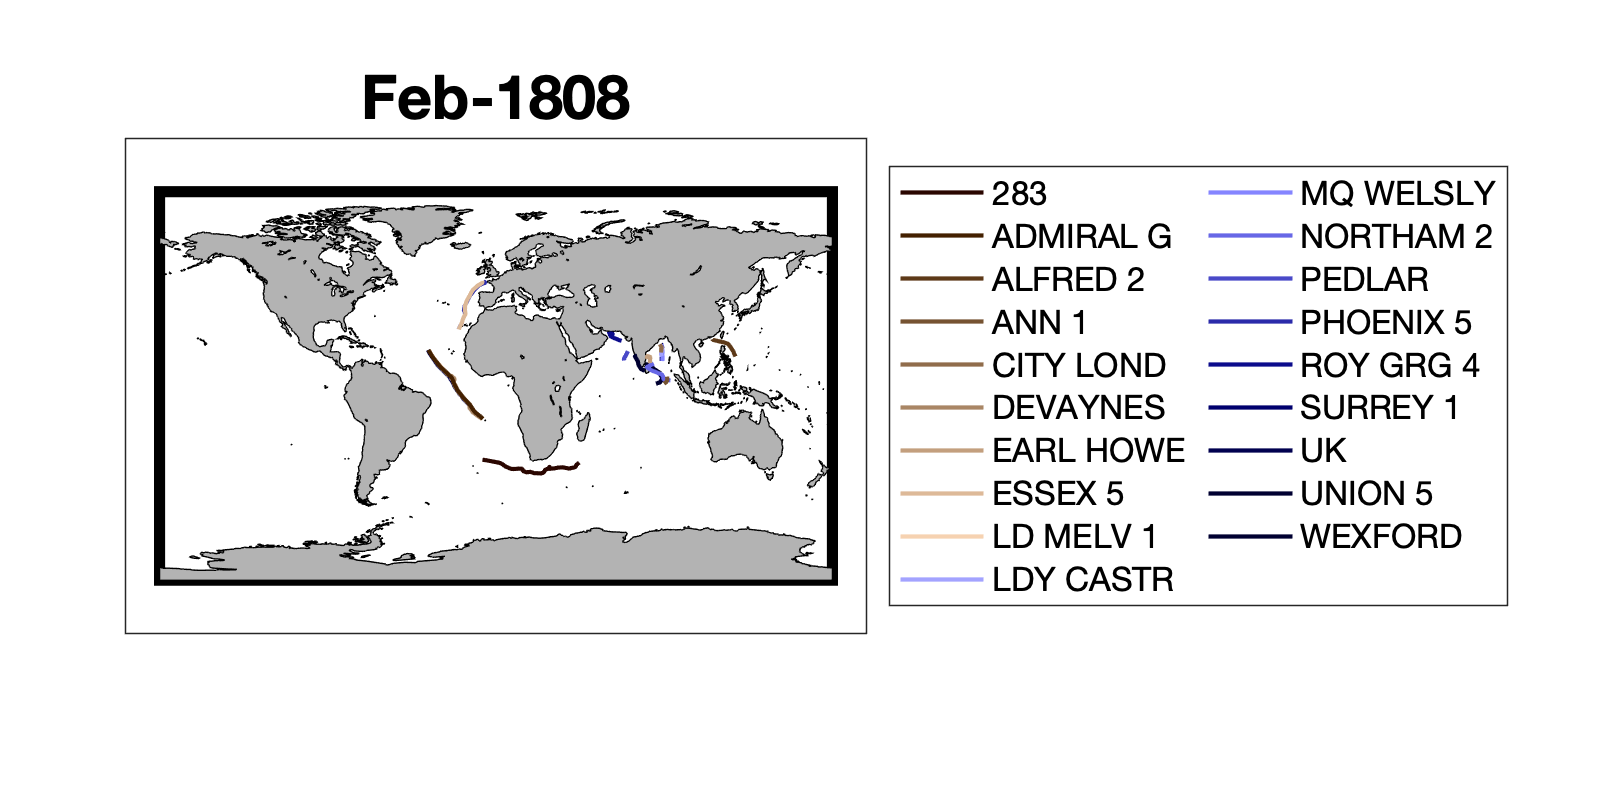 Feb-1808
283
ADMIRAL G
ALFRED 2
ANN 1
CITY LOND
DEVAYNES
EARL HOWE
ESSEX 5
LD MELV 1
LDY CASTR
MQ WELSLY
NORTHAM 2
PEDLAR
PHOENIX 5
ROY GRG 4
SURREY 1
UK
UNION 5
WEXFORD